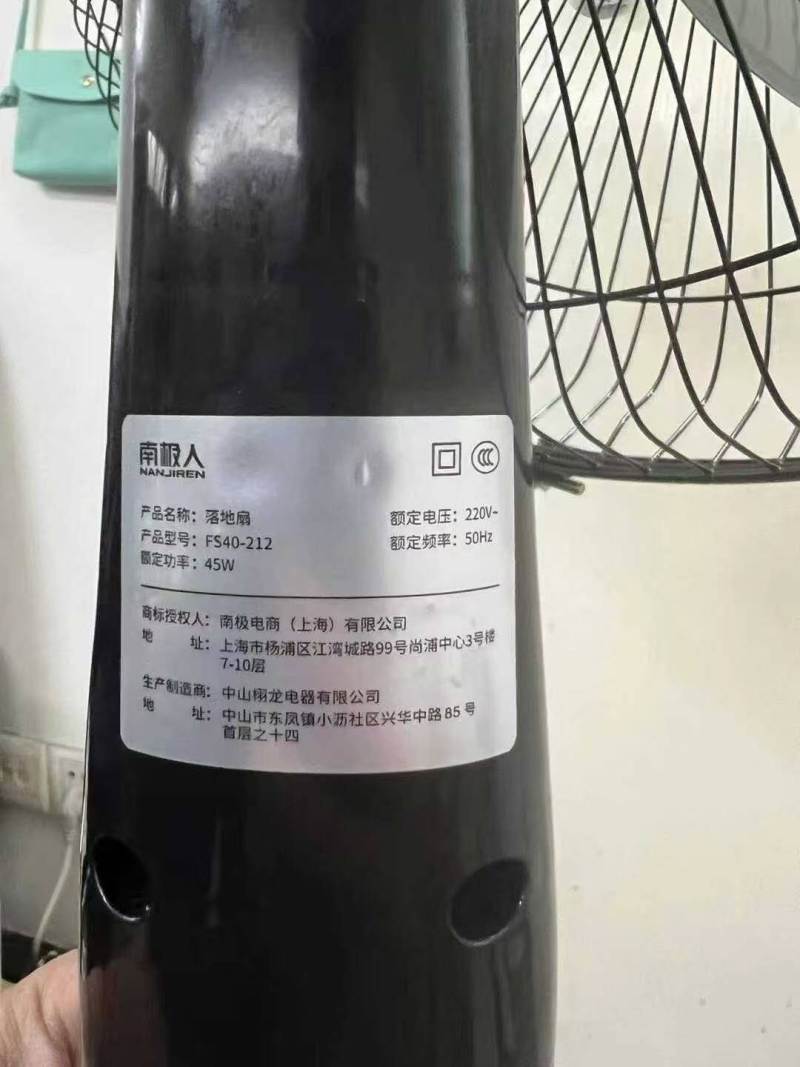 南极人
NANJIREN
产品名称：落地扇
额定电压：220V~
产品型号：FS40-212
额定频率：50Hz
额定功率：45W
商标授权人：南极电商（上海）有限公司
地 址：上海市杨浦区江湾城路99号尚浦中心3号楼
7-10层
生产制造商：中山栩龙电器有限公司
地 址：中山市东凤镇小沥社区兴华中路85号
首层之十四